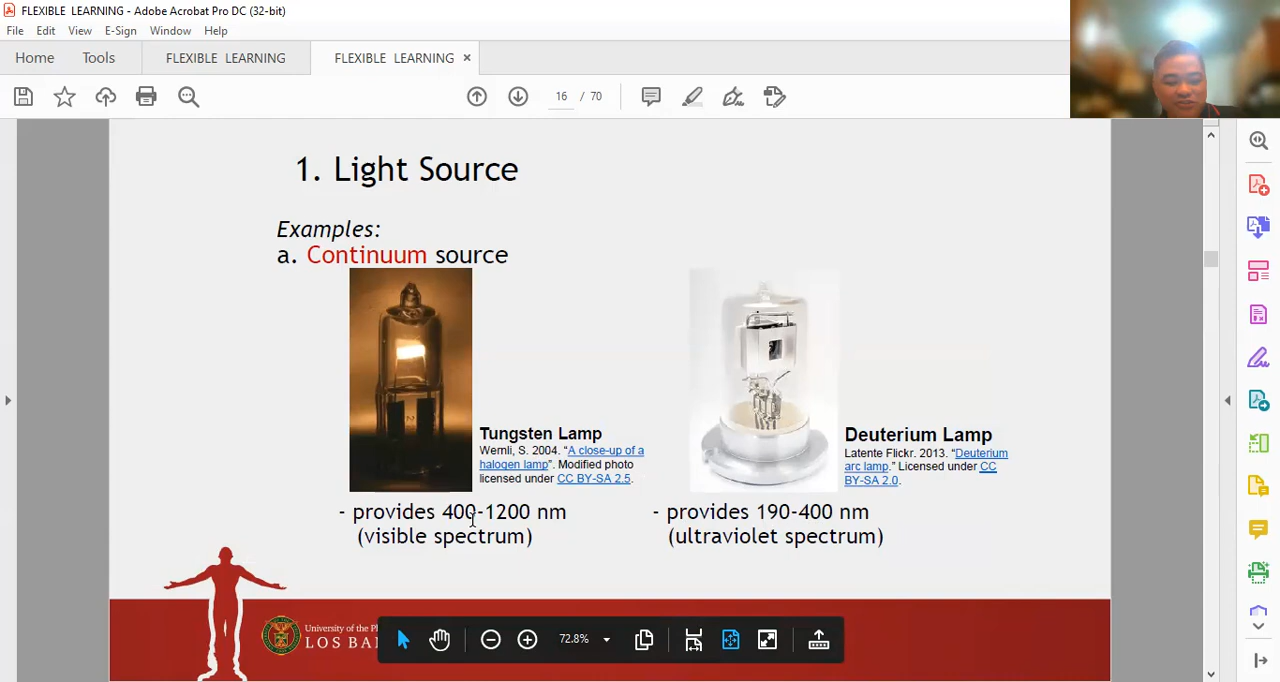 FLEXIBLE LEARNING - Adobe Acrobat Pro DC (32-bit)
File Edit View E-Sign Window Help
Home Tools FLEXIBLE LEARNING FLEXIBLE LEARNING ×
16 / 70
1. Light Source
Examples:
a. Continuum source
Tungsten Lamp
Wernli, S. 2004. “A close-up of a
halogen lamp”. Modified photo
licensed under CC BY-SA 2.5.
Deuterium Lamp
Latente Flickr. 2013. “Deuterium
arc lamp.” Licensed under CC
BY-SA 2.0.
- provides 400-1200 nm
(visible spectrum)
- provides 190-400 nm
(ultraviolet spectrum)
University of the
LOS
72.8%